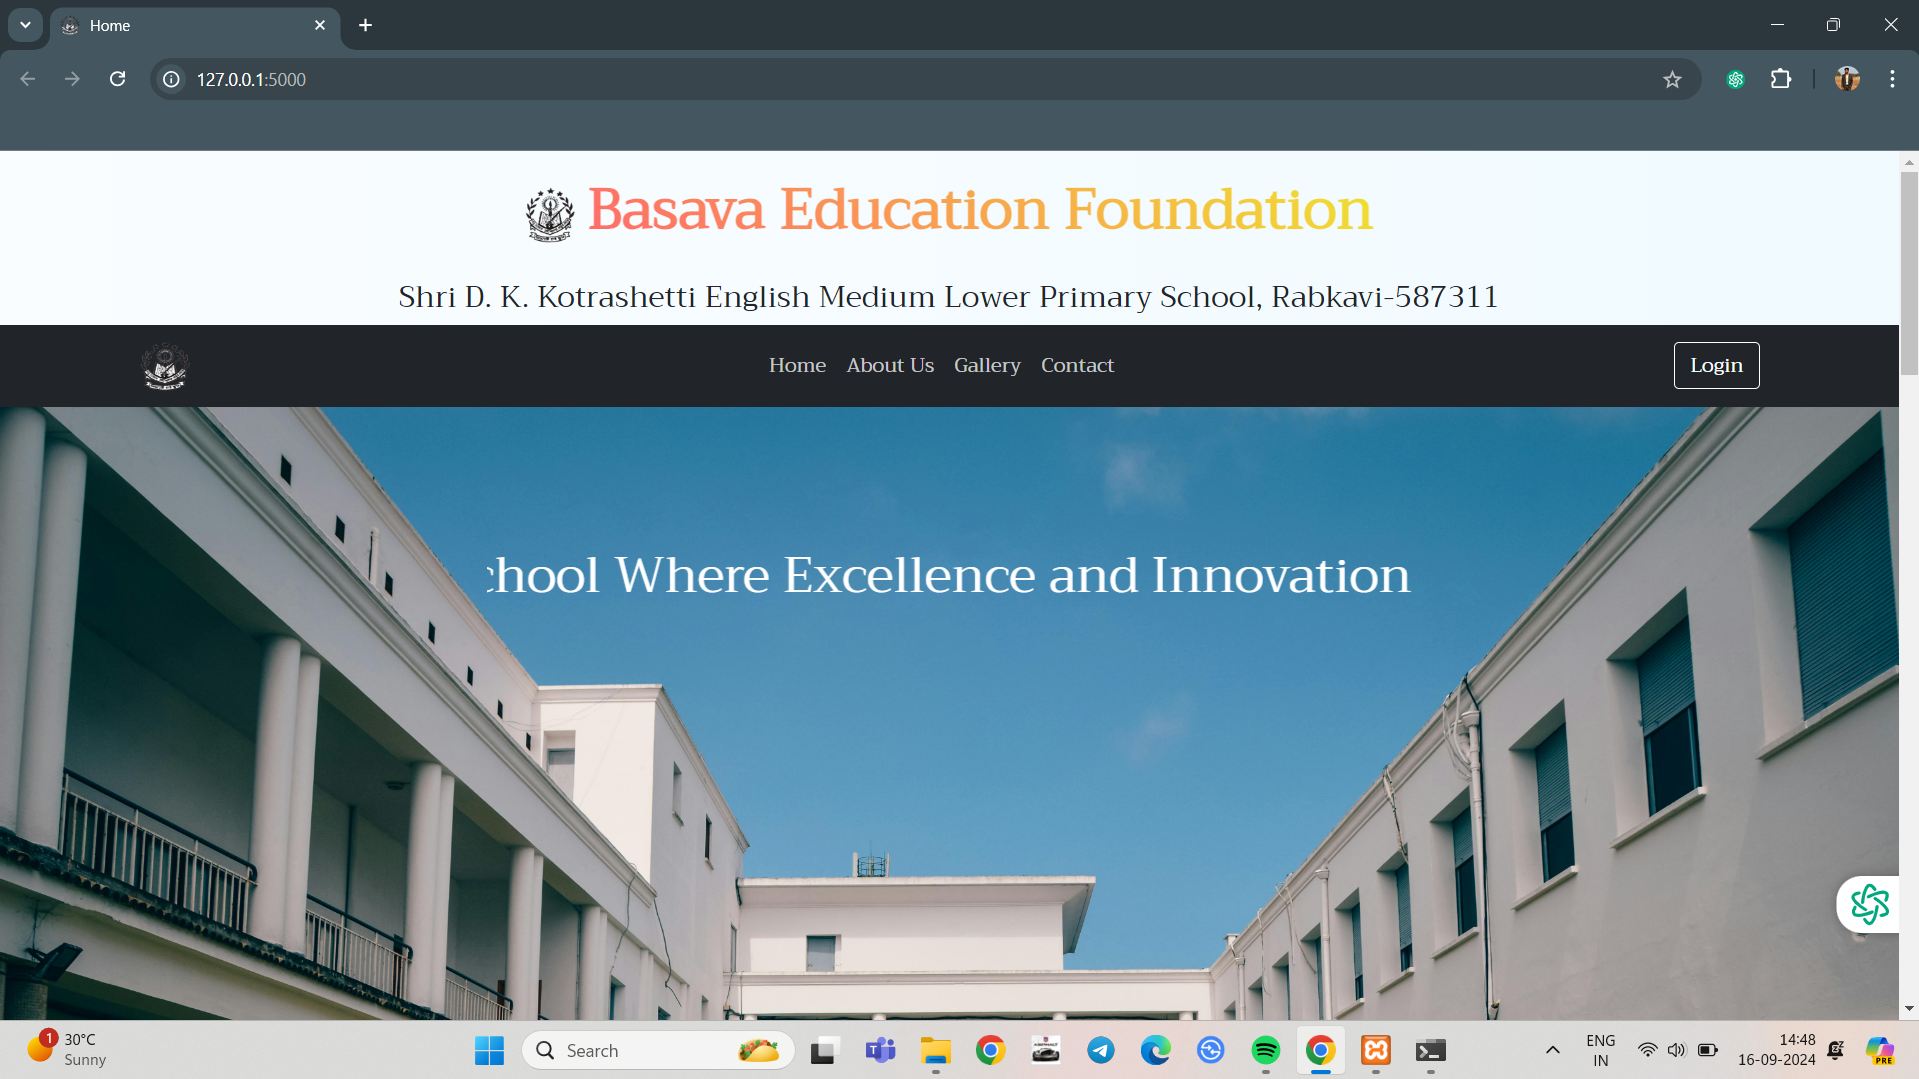 Home
127.0.0.1:5000
Basava Education Foundation
Shri D. K. Kotrashetti English Medium Lower Primary School, Rabkavi-587311
Home About Us Gallery Contact Login
chool Where Excellence and Innovation
1
30°C
Sunny
Search
ENG
IN
14:48
16-09-2024
PRE